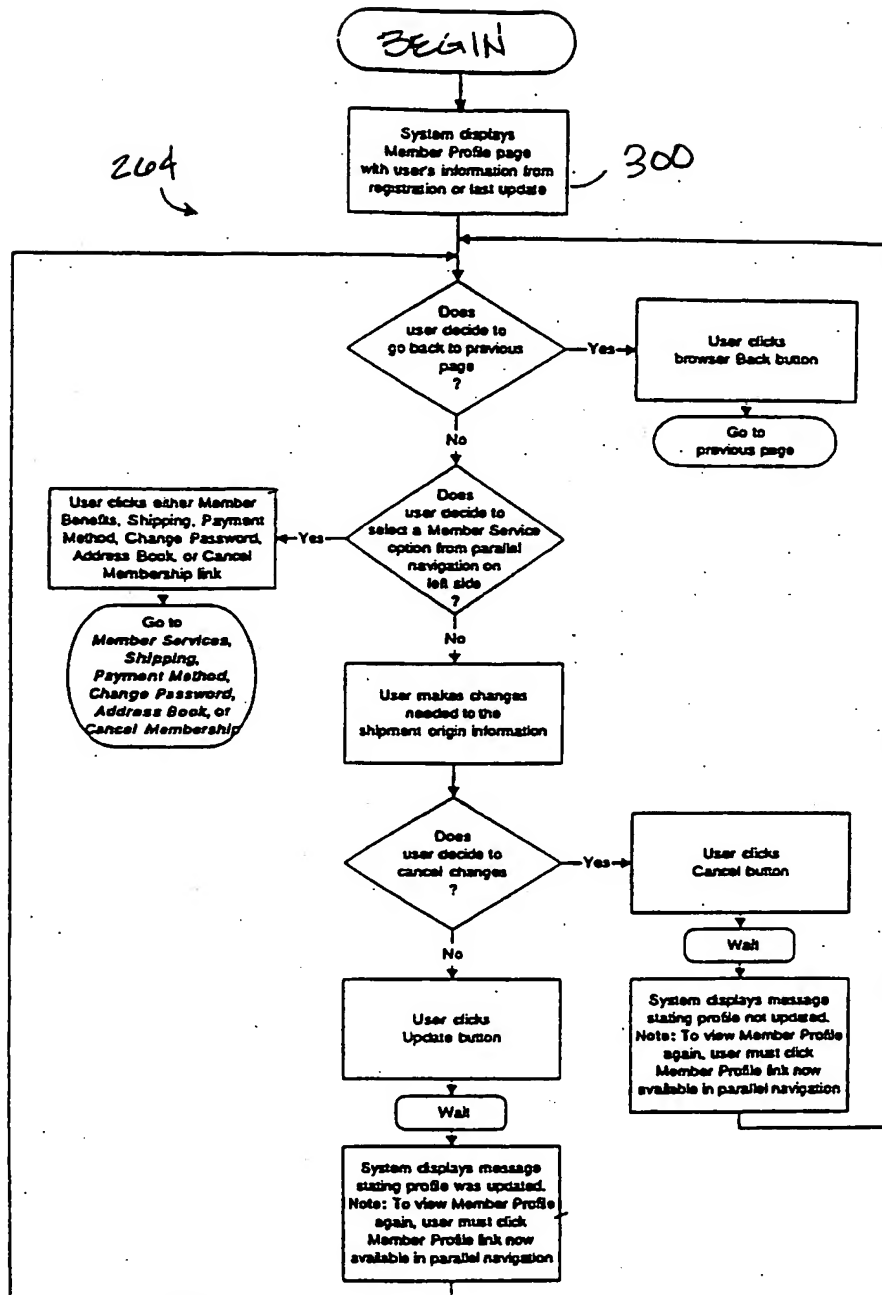 BEGIN
System displays
Member Profile page
with user's information from
registration or last update
300
264
Does
user decide to
go back to previous
page
?
Yes
User clicks
browser Back button
Go to
previous page
No
Does
user decide to
select a Member Service
option from parallel
navigation on
left side
?
Yes
User clicks either Member
Benefits, Shipping, Payment
Method, Change Password,
Address Book, or Cancel
Membership link
Go to
Member Services,
Shipping,
Payment Method,
Change Password,
Address Book, or
Cancel Membership
No
User makes changes
needed to the
shipment origin information
Does
user decide to
cancel changes
?
Yes
User clicks
Cancel button
Wait
System displays message
stating profile not updated.
Note: To view Member Profile
again, user must click
Member Profile link now
available in parallel navigation
No
User clicks
Update button
Wait
System displays message
stating profile was updated.
Note: To view Member Profile
again, user must click
Member Profile link now
available in parallel navigation